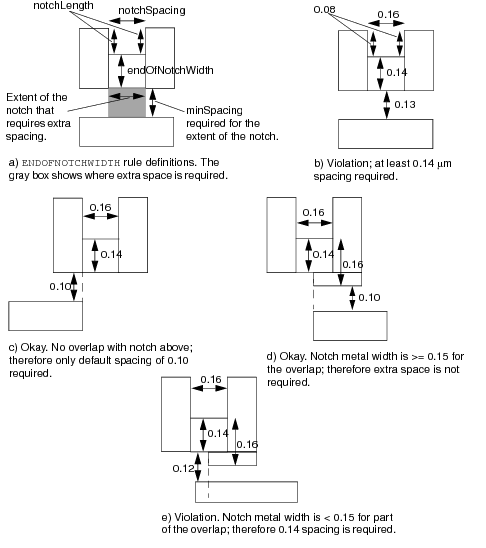 notchLength
notchSpacing
endOfNotchWidth
Extent of the
notch that
requires extra
spacing.
minSpacing
required for the
extent of the notch.
a) ENDOFNOTCHWIDTH rule definitions. The
gray box shows where extra space is required.
0.08
0.16
0.14
0.13
b) Violation; at least 0.14 μm
spacing required.
0.16
0.14
0.10
c) Okay. No overlap with notch above;
therefore only default spacing of 0.10
required.
0.16
0.14
0.16
0.10
d) Okay. Notch metal width is >= 0.15 for
the overlap; therefore extra space is not
required.
0.16
0.14
0.16
0.12
e) Violation. Notch metal width is < 0.15 for part
of the overlap; therefore 0.14 spacing is required.